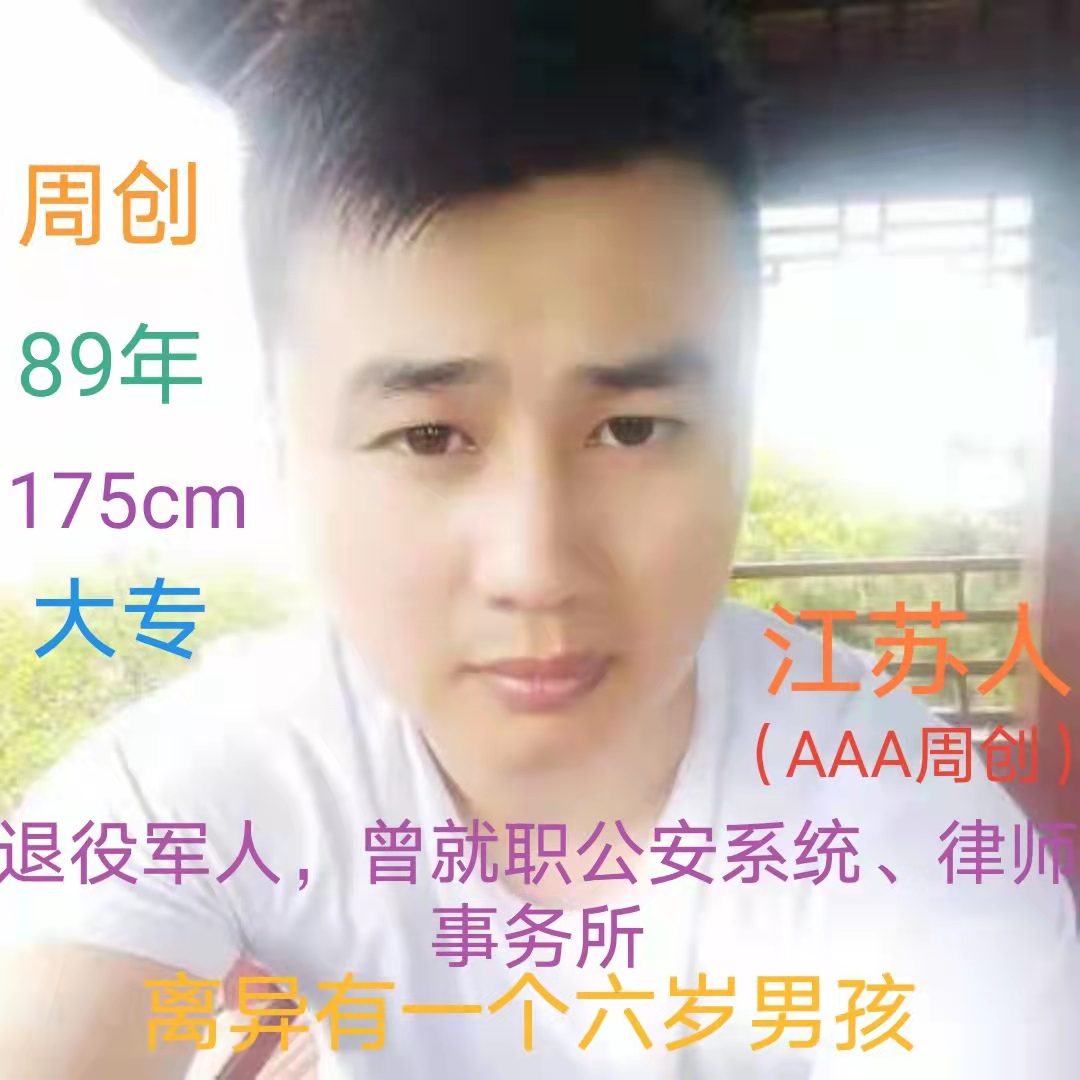 周创
89年
175cm
大专
江苏人
（AAA周创）
退役军人，曾就职公安系统、律师
事务所
离异有一个六岁男孩